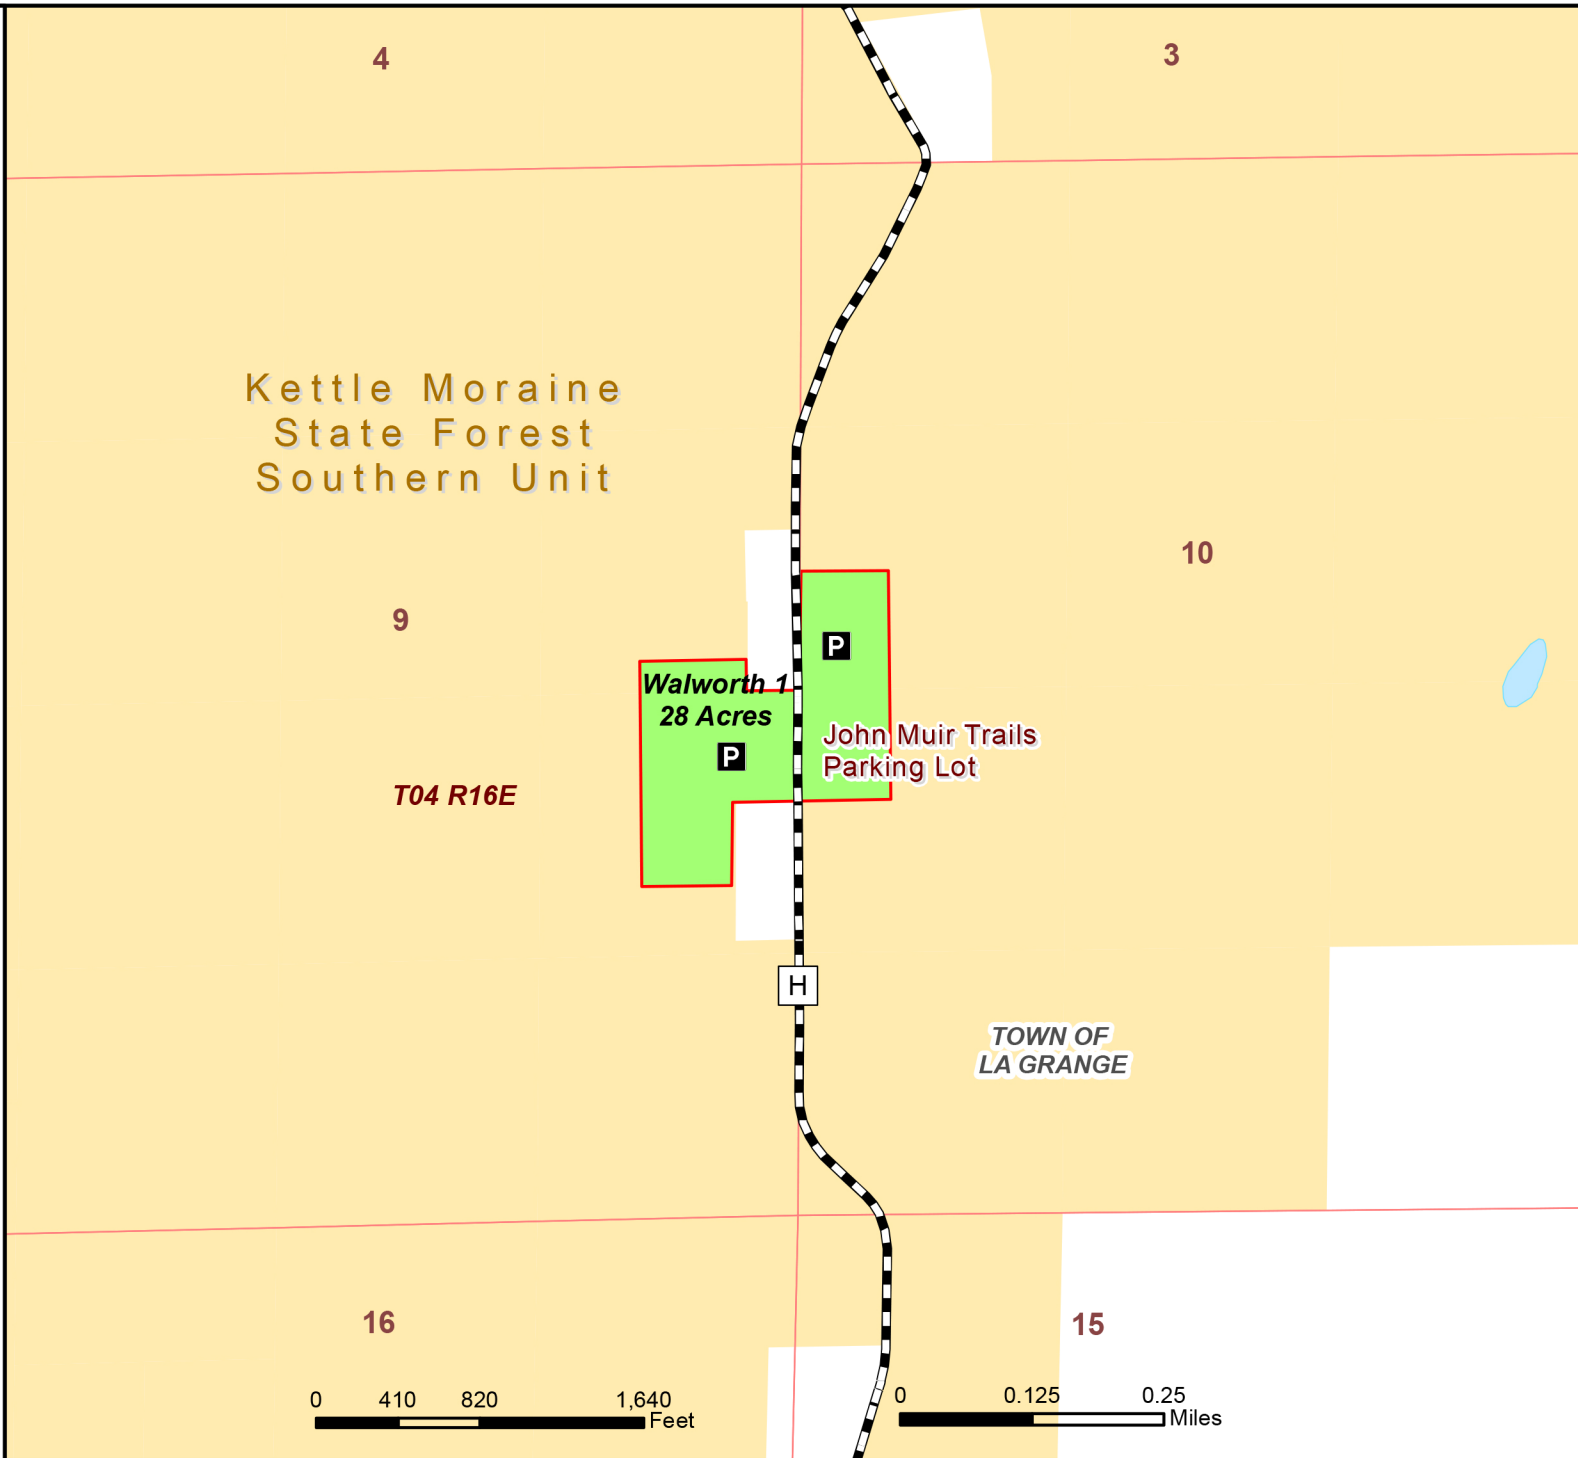 4
3
Kettle Moraine
State Forest
Southern Unit
10
9
P
Walworth 1
28 Acres
P
John Muir Trails
Parking Lot
T04 R16E
H
TOWN OF
LA GRANGE
16
15
0 410 820 1,640
Feet
0 0.125 0.25
Miles